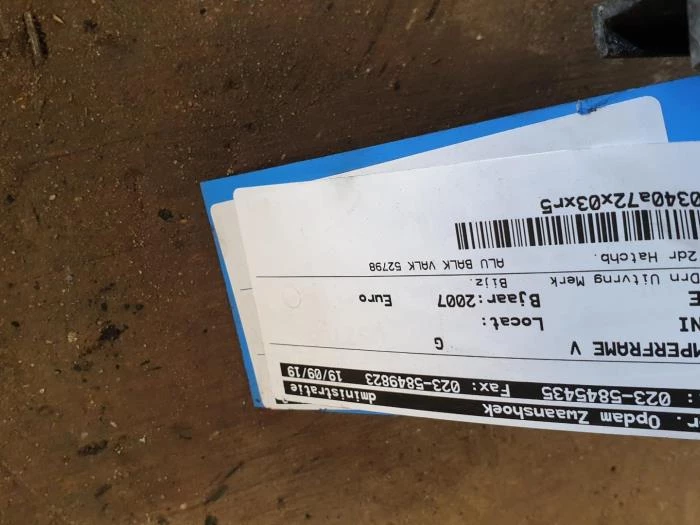 r. Opdam Zwaanshoek
: 023-5845435 Fax: 023-5849823
dministratie 19/09/19
MPERFRAME V G
NI Locat:
E Bjaar:2007 Euro
Drn Uitvrng Merk Bijz.
2dr Hatchb. ALU BALK VALK 52798
0340a72x03xr5